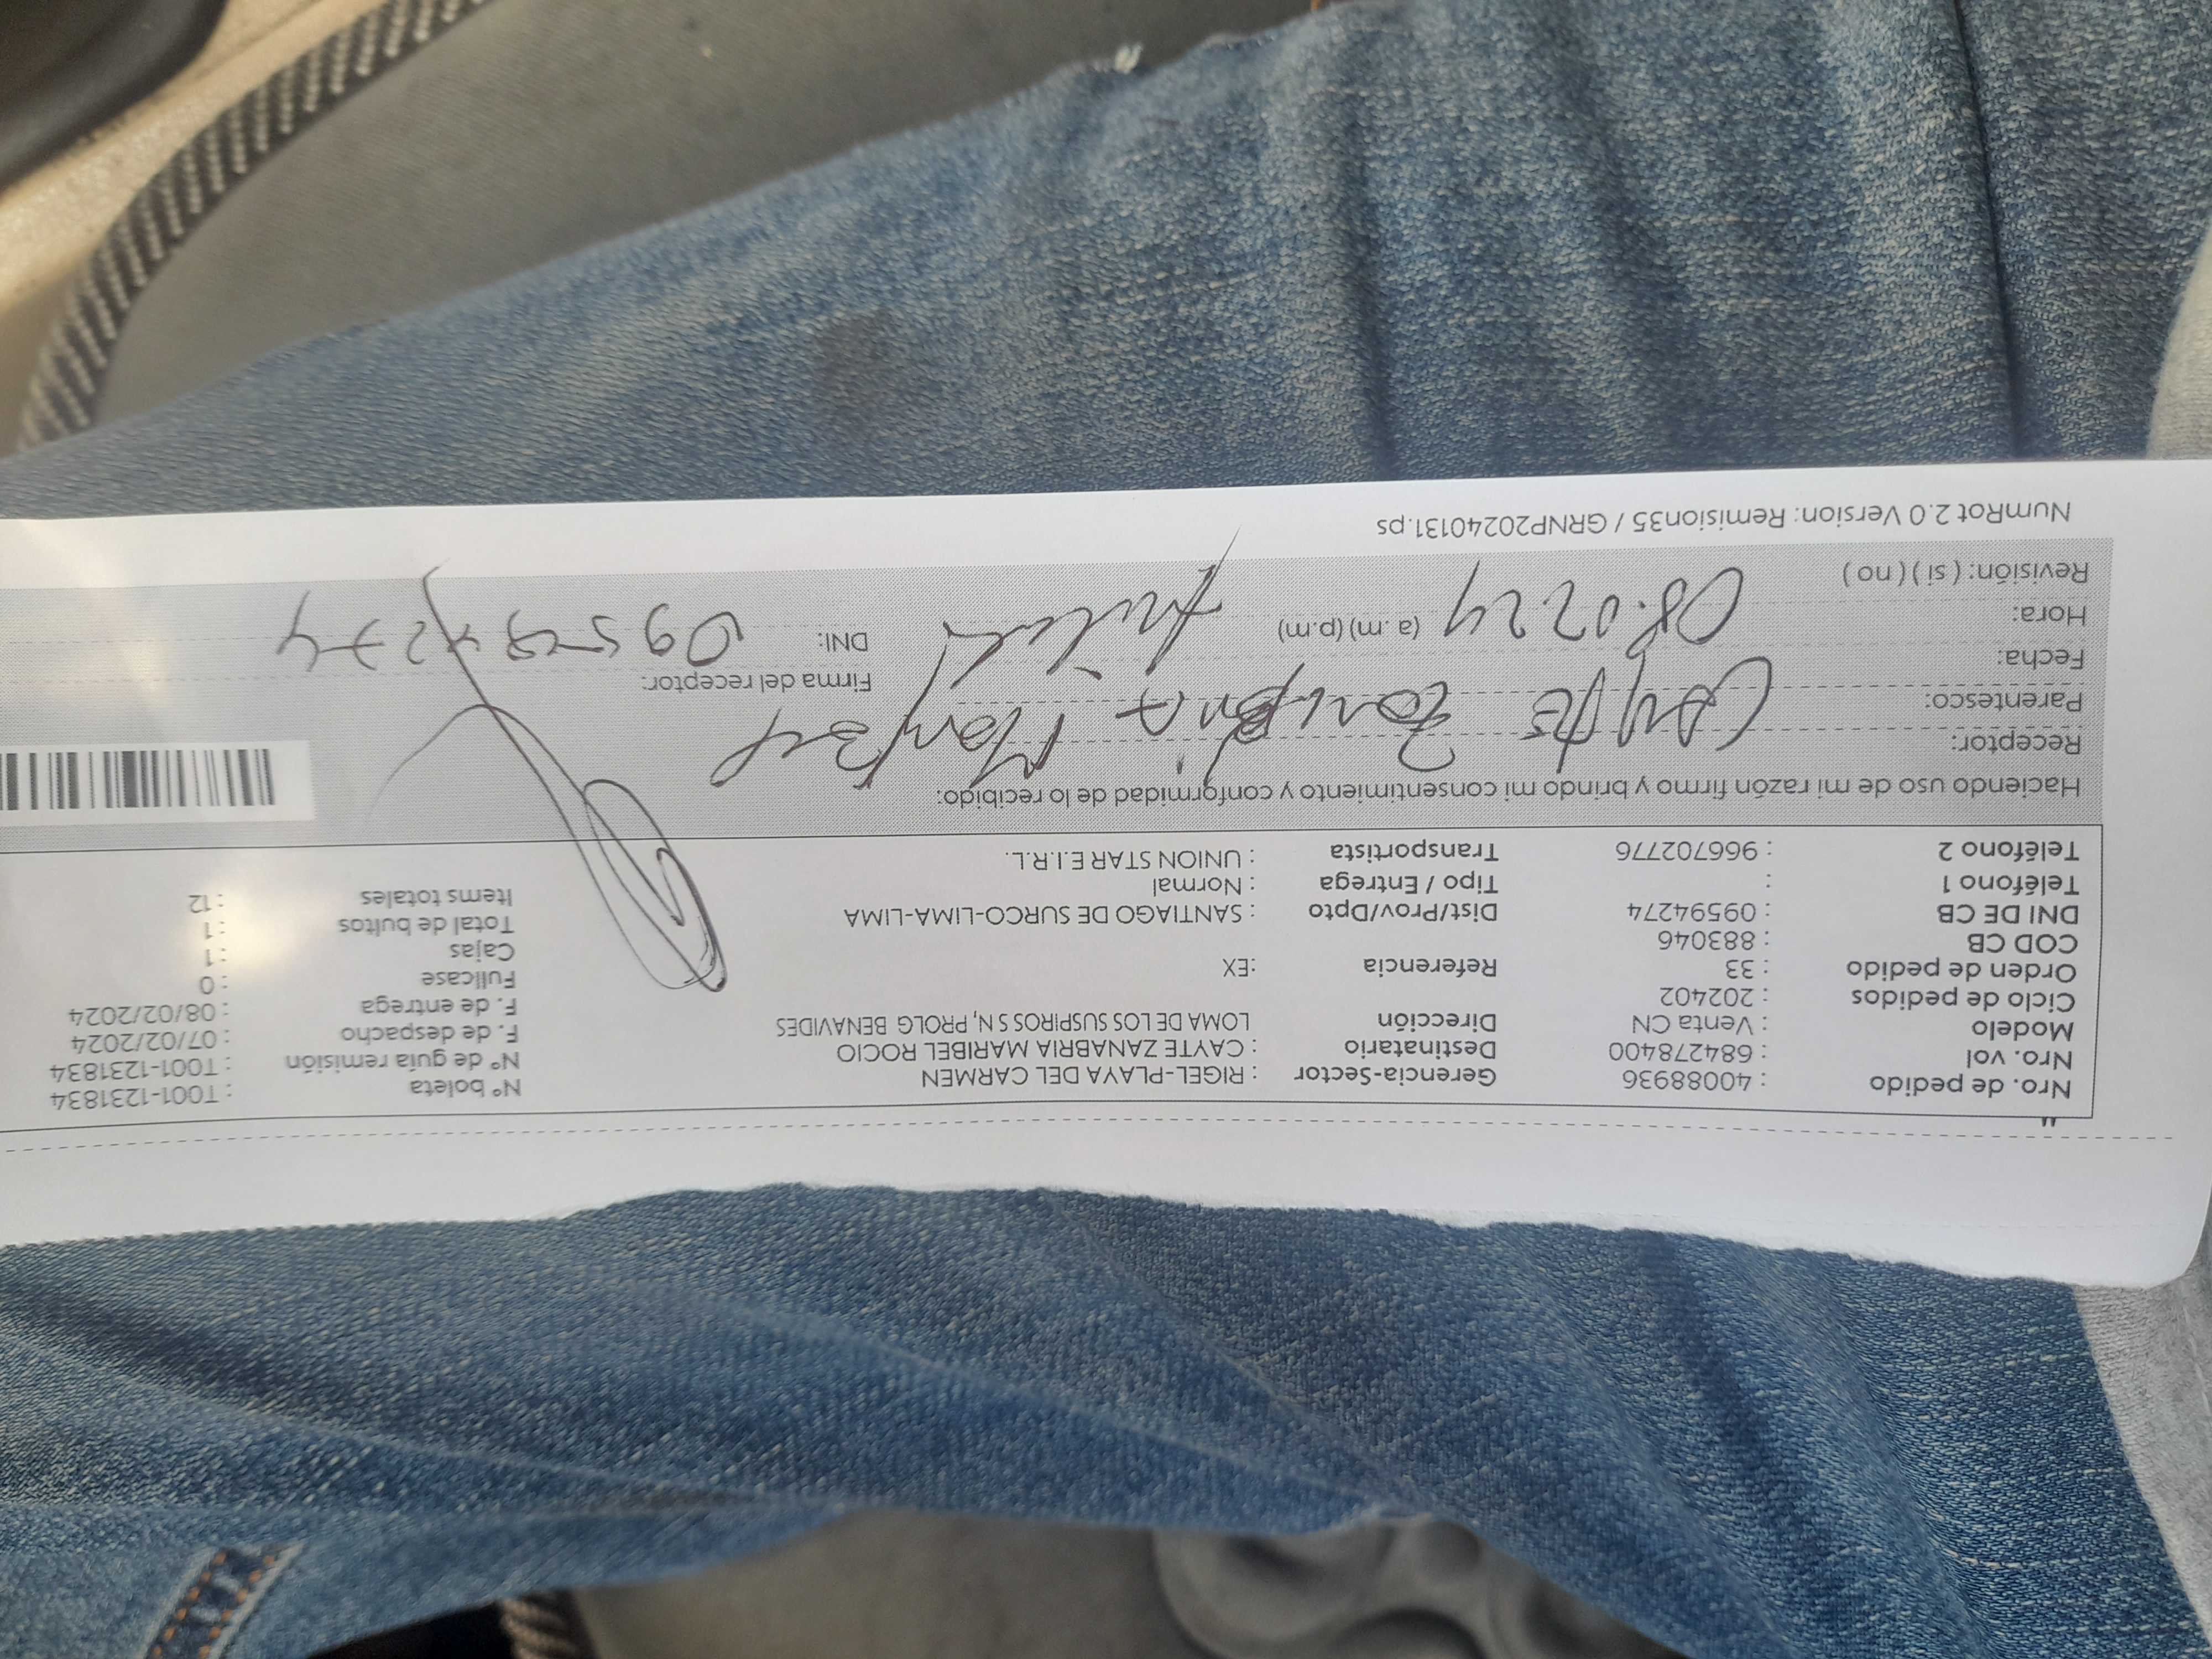 Nro. de pedido : 40088936 Gerencia-Sector : RIGEL-PLAYA DEL CARMEN N° boleta : T001-1231834
Nro. vol : 684278400 Destinatario : CAYTE ZANABRIA MARIBEL ROCIO N° de guía remisión : T001-1231834
Modelo : Venta CN Dirección LOMA DE LOS SUSPIROS S N, PROLG BENAVIDES F. de despacho : 07/02/2024
Ciclo de pedidos : 202402 F. de entrega : 08/02/2024
Orden de pedido : 33 Referencia :EX Fullcase : 0
COD CB : 883046 Cajas : 1
DNI DE CB : 09594274 Dist/Prov/Dpto : SANTIAGO DE SURCO-LIMA-LIMA Total de bultos : 1
Teléfono 1 : Tipo / Entrega : Normal Items totales : 12
Teléfono 2 : 966702776 Transportista : UNION STAR E.I.R.L.
Haciendo uso de mi razón firmo y brindo mi consentimiento y conformidad de lo recibido:
Receptor: Cayte Zanabria Maribel
Parentesco:
Fecha: 08.02.24 Firma del receptor:
Hora: (a.m) (p.m) DNI: 09594274
Revisión: ( si ) ( no )
NumRot 2.0 Version: Remision35 / GRNP20240131.ps